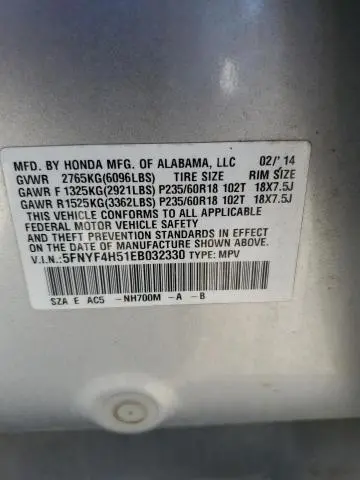 MFD. BY HONDA MFG. OF ALABAMA, LLC 02/'14
GVWR 2765KG(6096LBS) TIRE SIZE RIM SIZE
GAWR F 1325KG(2921LBS) P235/60R18 102T 18X7.5J
GAWR R1525KG(3362LBS) P235/60R18 102T 18X7.5J
THIS VEHICLE CONFORMS TO ALL APPLICABLE
FEDERAL MOTOR VEHICLE SAFETY
AND THEFT PREVENTION STANDARDS IN EFFECT
ON THE DATE OF MANUFACTURE SHOWN ABOVE.
V.I.N.:5FNYF4H51EB032330 TYPE: MPV
SZA E AC5 -NH700M -A -B